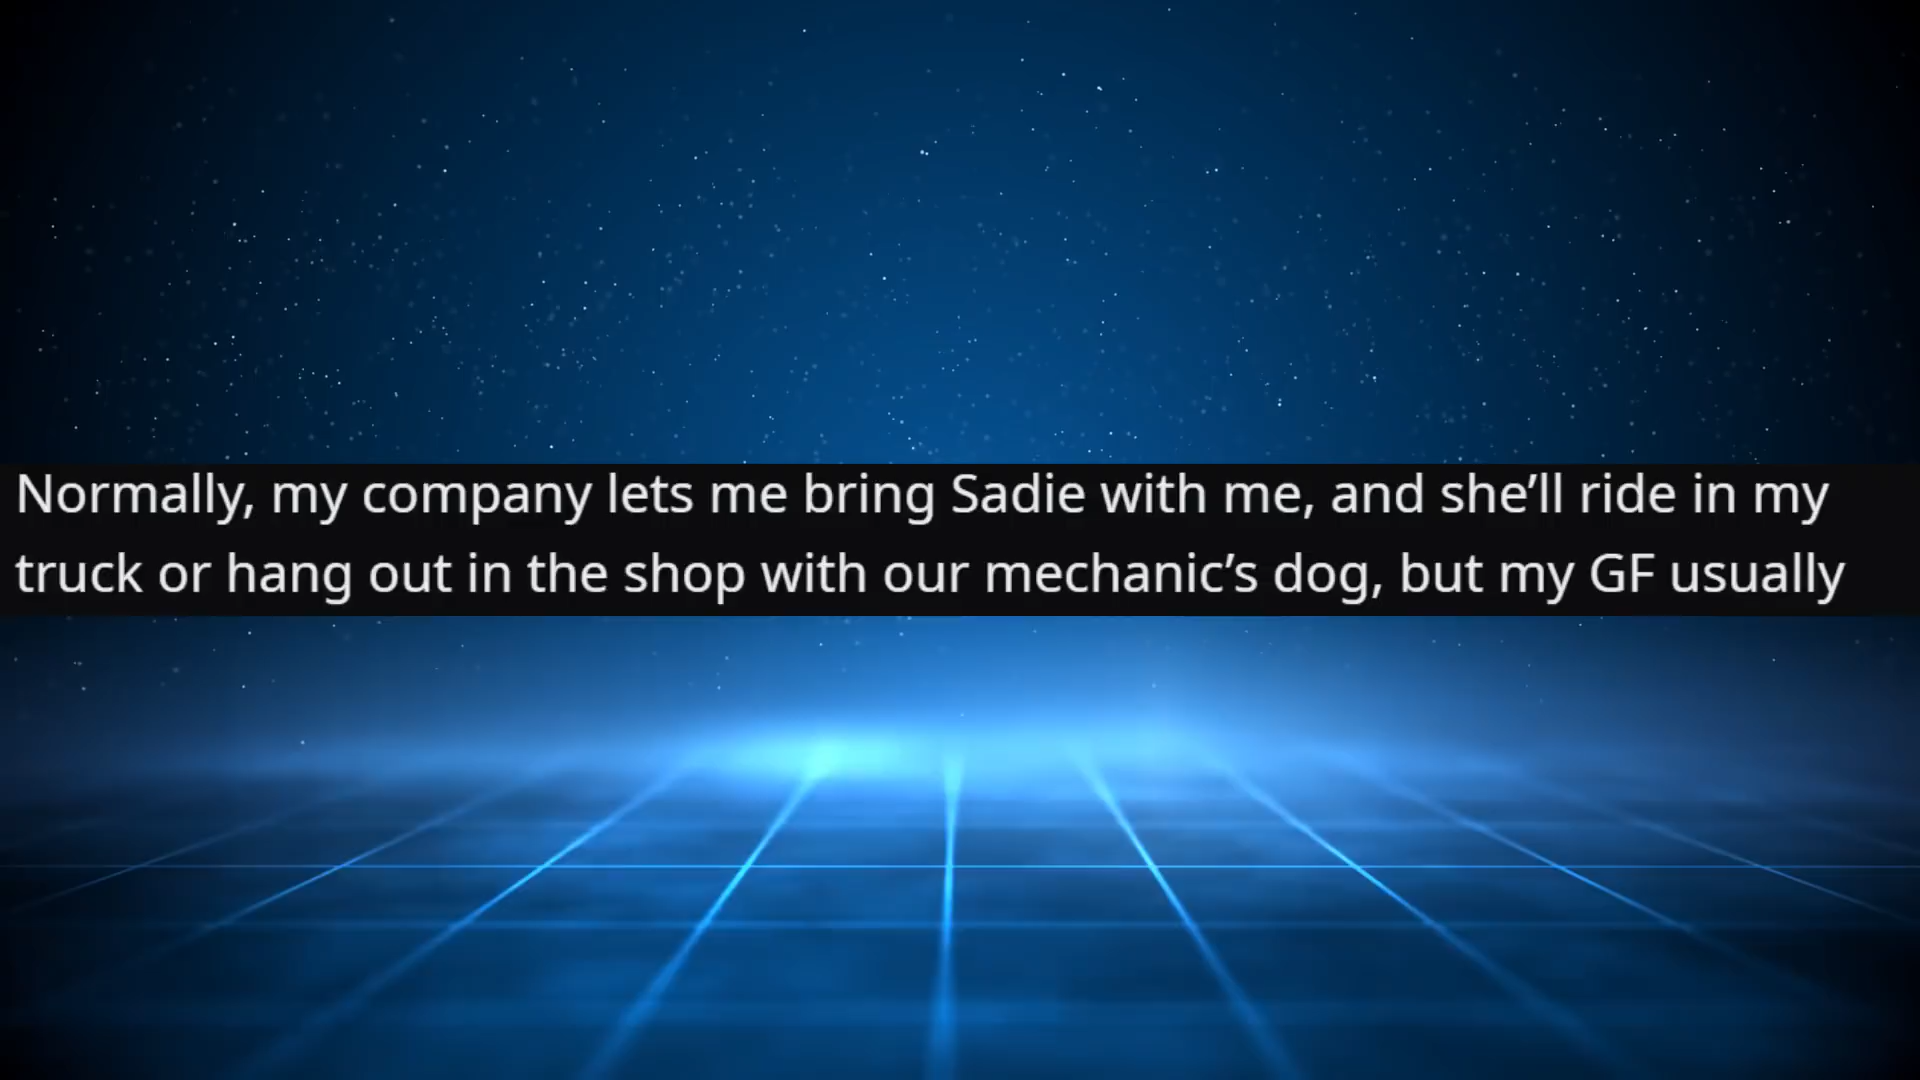 Normally, my company lets me bring Sadie with me, and she’ll ride in my
truck or hang out in the shop with our mechanic’s dog, but my GF usually